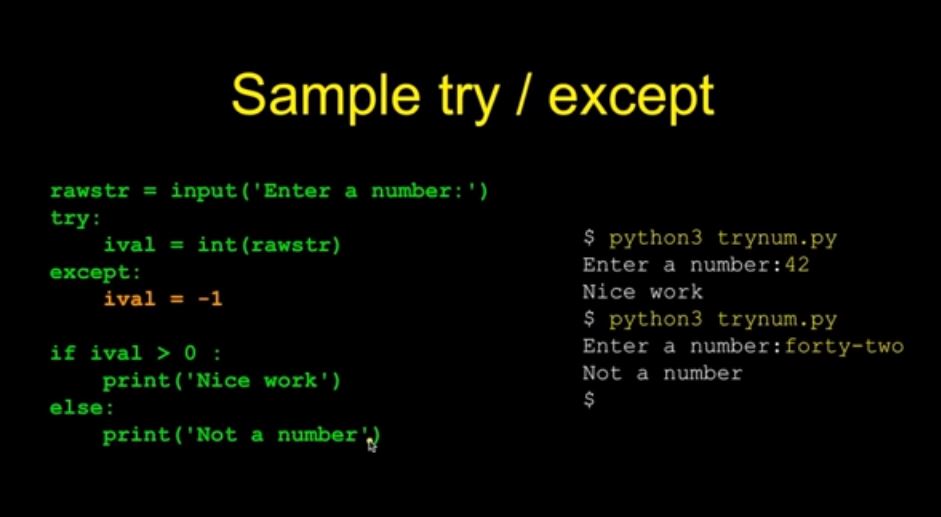 Sample try / except
rawstr = input('Enter a number:')
try:
    ival = int(rawstr)
except:
    ival = -1
if ival > 0 :
    print('Nice work')
else:
    print('Not a number')
$ python3 trynum.py
Enter a number:42
Nice work
$ python3 trynum.py
Enter a number:forty-two
Not a number
$